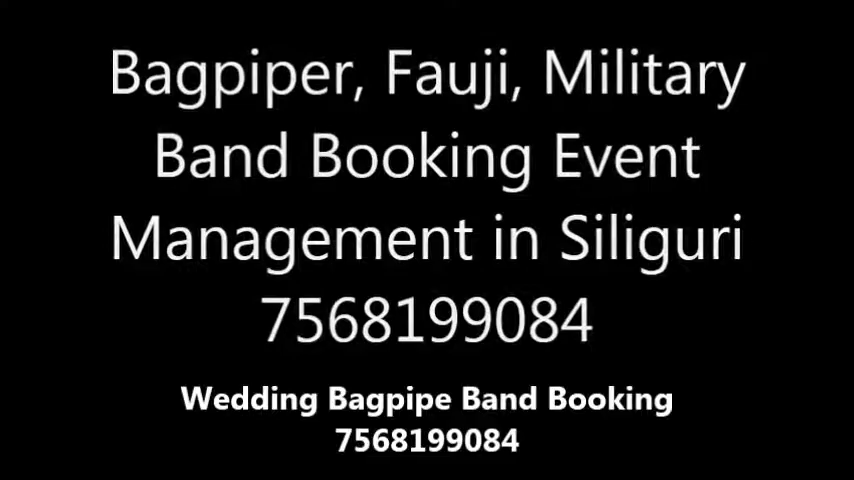 Bagpiper, Fauji, Military
Band Booking Event
Management in Siliguri
7568199084
Wedding Bagpipe Band Booking
7568199084